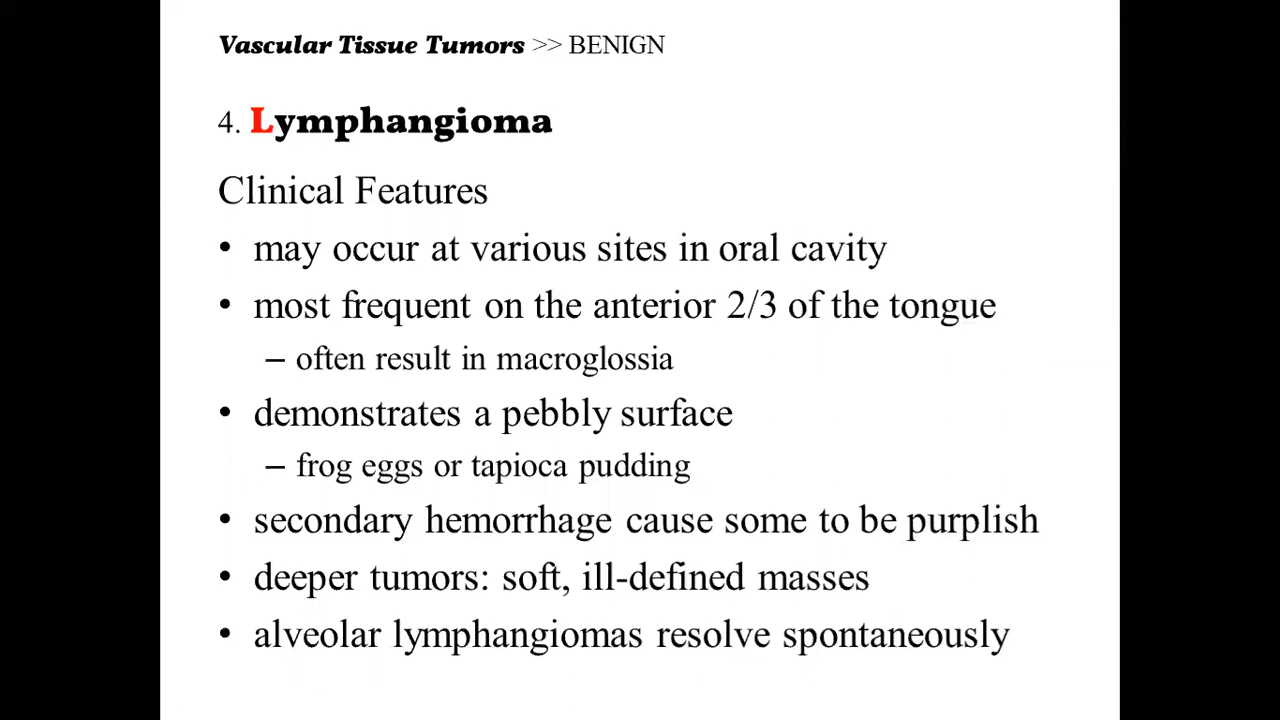 Vascular Tissue Tumors >> BENIGN
4. Lymphangioma
Clinical Features
• may occur at various sites in oral cavity
• most frequent on the anterior 2/3 of the tongue
– often result in macroglossia
• demonstrates a pebbly surface
– frog eggs or tapioca pudding
• secondary hemorrhage cause some to be purplish
• deeper tumors: soft, ill-defined masses
• alveolar lymphangiomas resolve spontaneously